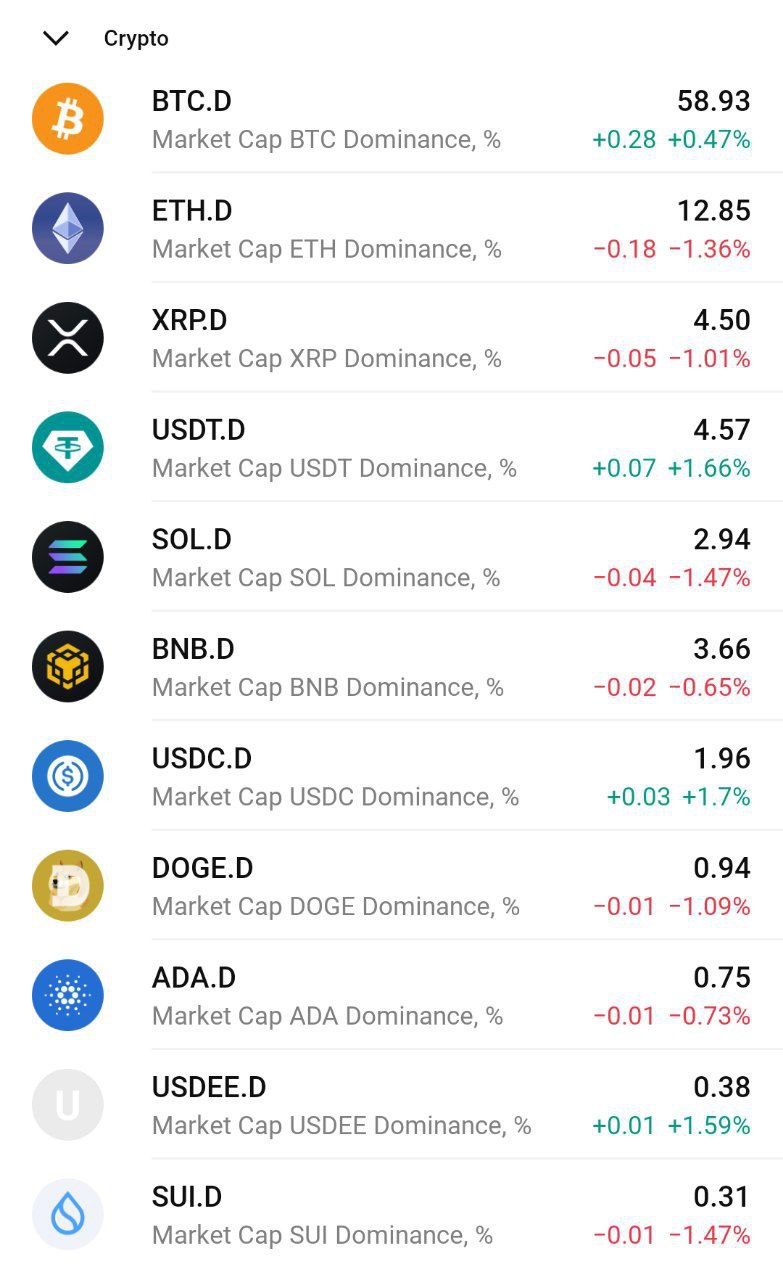 Crypto
BTC.D 58.93
Market Cap BTC Dominance, % +0.28 +0.47%
ETH.D 12.85
Market Cap ETH Dominance, % −0.18 −1.36%
XRP.D 4.50
Market Cap XRP Dominance, % −0.05 −1.01%
USDT.D 4.57
Market Cap USDT Dominance, % +0.07 +1.66%
SOL.D 2.94
Market Cap SOL Dominance, % −0.04 −1.47%
BNB.D 3.66
Market Cap BNB Dominance, % −0.02 −0.65%
USDC.D 1.96
Market Cap USDC Dominance, % +0.03 +1.7%
DOGE.D 0.94
Market Cap DOGE Dominance, % −0.01 −1.09%
ADA.D 0.75
Market Cap ADA Dominance, % −0.01 −0.73%
U
USDEE.D 0.38
Market Cap USDEE Dominance, % +0.01 +1.59%
SUI.D 0.31
Market Cap SUI Dominance, % −0.01 −1.47%